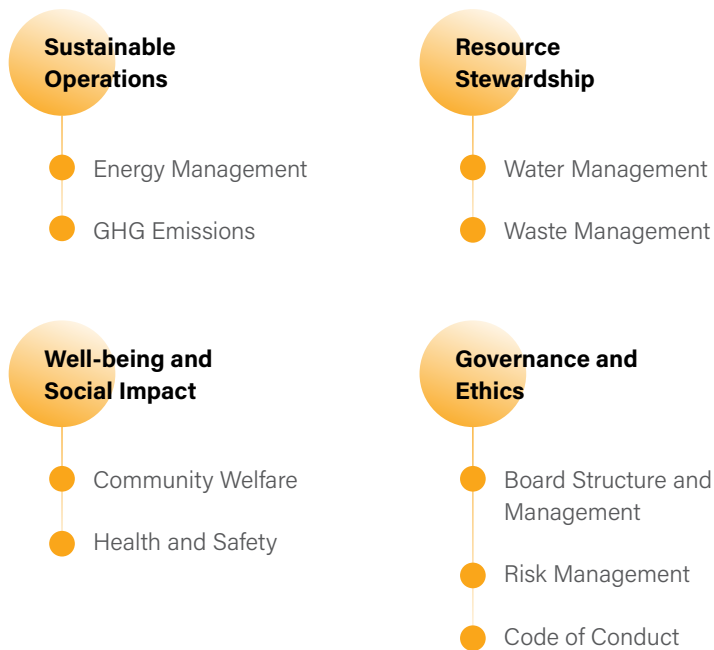 Sustainable
Operations
Energy Management
GHG Emissions
Resource
Stewardship
Water Management
Waste Management
Well-being and
Social Impact
Community Welfare
Health and Safety
Governance and
Ethics
Board Structure and
Management
Risk Management
Code of Conduct